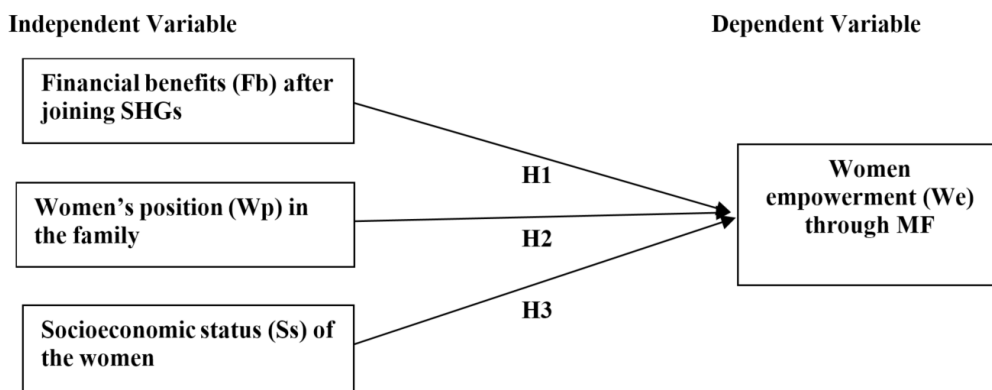 Independent Variable
Dependent Variable
Financial benefits (Fb) after
joining SHGs
H1
Women
empowerment (We)
through MF
Women's position (Wp) in
the family
H2
Socioeconomic status (Ss) of
the women
H3